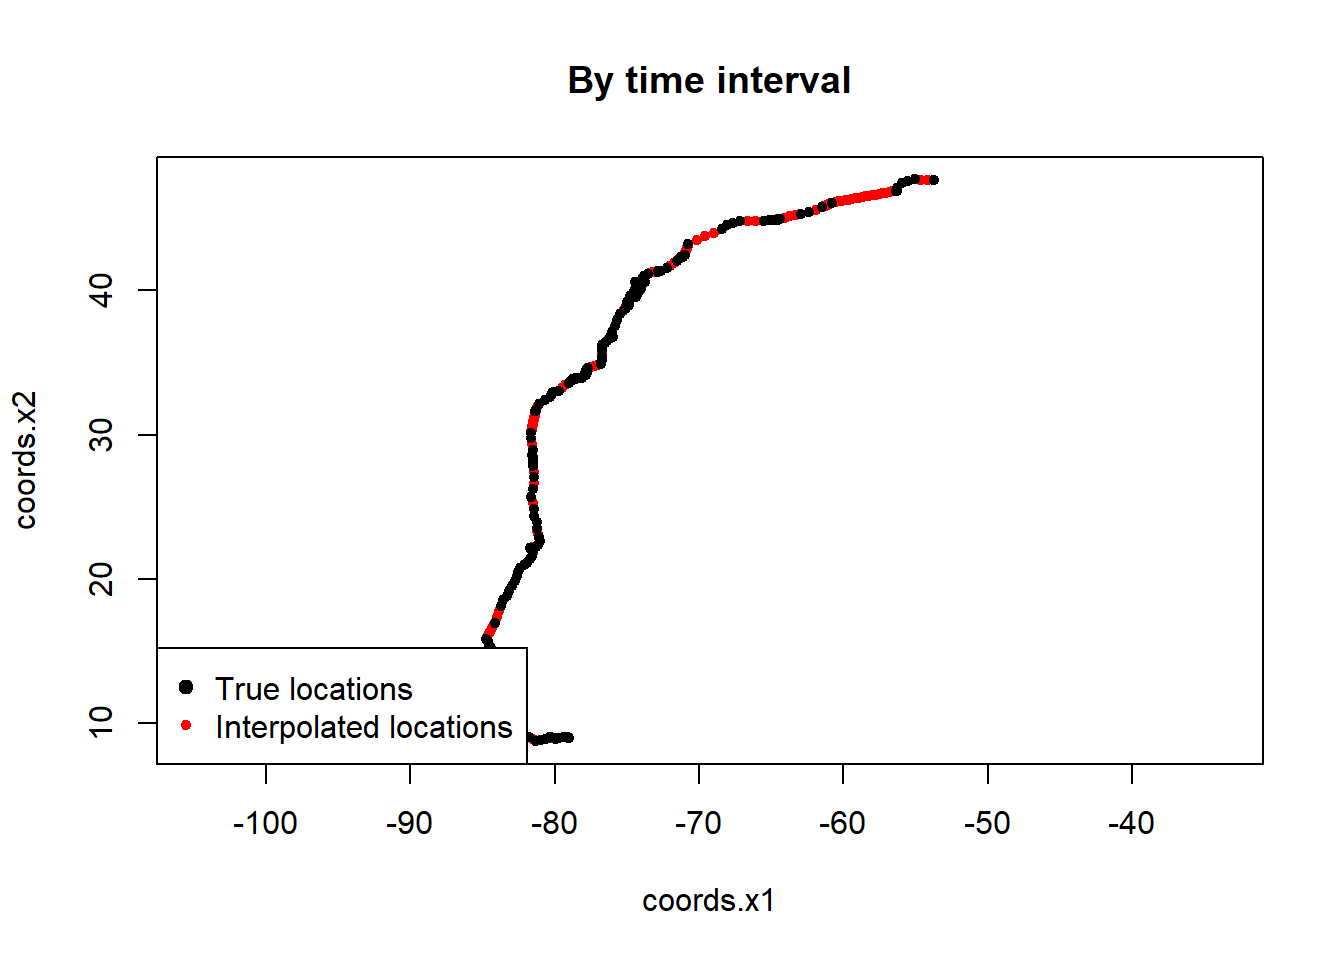 By time interval
coords.x2
40
30
20
10
True locations
Interpolated locations
-100 -90 -80 -70 -60 -50 -40
coords.x1